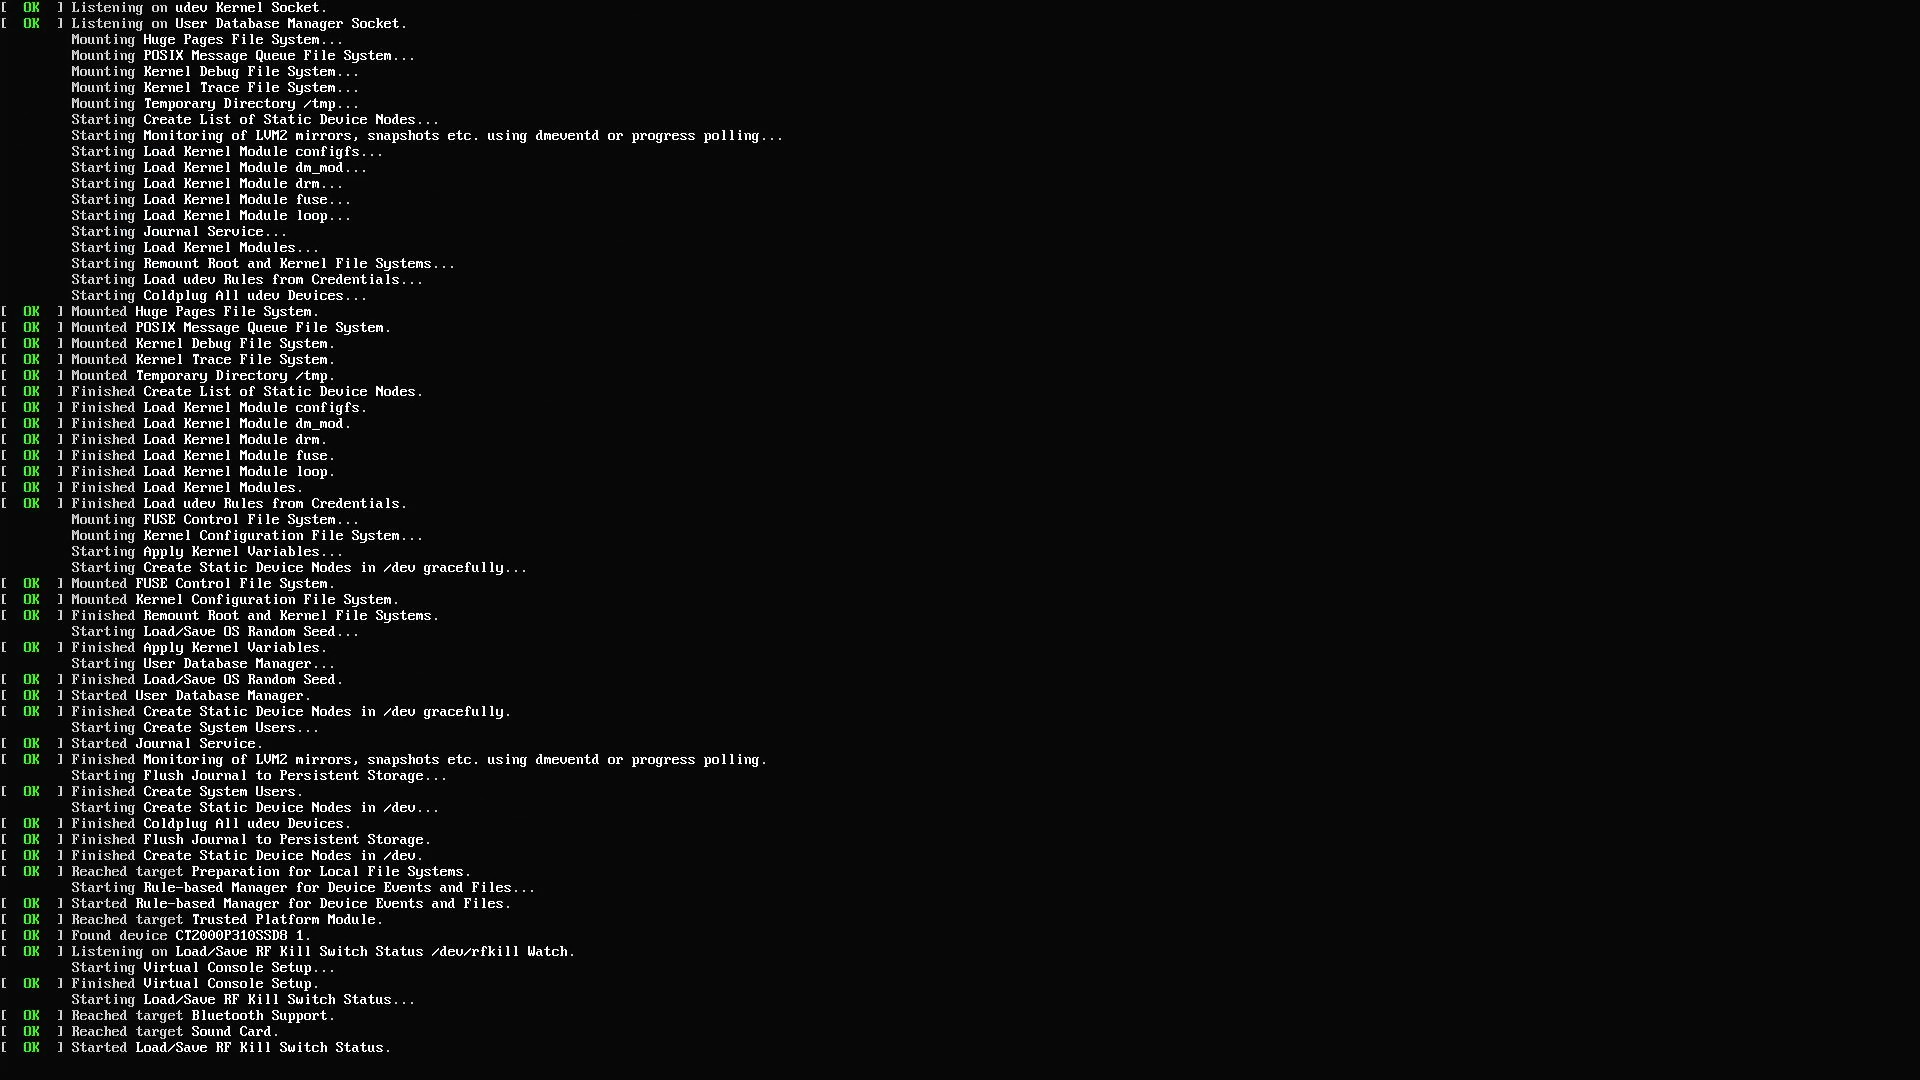 [  OK  ] Listening on udev Kernel Socket.
[  OK  ] Listening on User Database Manager Socket.
         Mounting Huge Pages File System...
         Mounting POSIX Message Queue File System...
         Mounting Kernel Debug File System...
         Mounting Kernel Trace File System...
         Mounting Temporary Directory /tmp...
         Starting Create List of Static Device Nodes...
         Starting Monitoring of LVM2 mirrors, snapshots etc. using dmeventd or progress polling...
         Starting Load Kernel Module configfs...
         Starting Load Kernel Module dm_mod...
         Starting Load Kernel Module drm...
         Starting Load Kernel Module fuse...
         Starting Load Kernel Module loop...
         Starting Journal Service...
         Starting Load Kernel Modules...
         Starting Remount Root and Kernel File Systems...
         Starting Load udev Rules from Credentials...
         Starting Coldplug All udev Devices...
[  OK  ] Mounted Huge Pages File System.
[  OK  ] Mounted POSIX Message Queue File System.
[  OK  ] Mounted Kernel Debug File System.
[  OK  ] Mounted Kernel Trace File System.
[  OK  ] Mounted Temporary Directory /tmp.
[  OK  ] Finished Create List of Static Device Nodes.
[  OK  ] Finished Load Kernel Module configfs.
[  OK  ] Finished Load Kernel Module dm_mod.
[  OK  ] Finished Load Kernel Module drm.
[  OK  ] Finished Load Kernel Module fuse.
[  OK  ] Finished Load Kernel Module loop.
[  OK  ] Finished Load Kernel Modules.
[  OK  ] Finished Load udev Rules from Credentials.
         Mounting FUSE Control File System...
         Mounting Kernel Configuration File System...
         Starting Apply Kernel Variables...
         Starting Create Static Device Nodes in /dev gracefully...
[  OK  ] Mounted FUSE Control File System.
[  OK  ] Mounted Kernel Configuration File System.
[  OK  ] Finished Remount Root and Kernel File Systems.
         Starting Load/Save OS Random Seed...
[  OK  ] Finished Apply Kernel Variables.
         Starting User Database Manager...
[  OK  ] Finished Load/Save OS Random Seed.
[  OK  ] Started User Database Manager.
[  OK  ] Finished Create Static Device Nodes in /dev gracefully.
         Starting Create System Users...
[  OK  ] Started Journal Service.
[  OK  ] Finished Monitoring of LVM2 mirrors, snapshots etc. using dmeventd or progress polling.
         Starting Flush Journal to Persistent Storage...
[  OK  ] Finished Create System Users.
         Starting Create Static Device Nodes in /dev...
[  OK  ] Finished Coldplug All udev Devices.
[  OK  ] Finished Flush Journal to Persistent Storage.
[  OK  ] Finished Create Static Device Nodes in /dev.
[  OK  ] Reached target Preparation for Local File Systems.
         Starting Rule-based Manager for Device Events and Files...
[  OK  ] Started Rule-based Manager for Device Events and Files.
[  OK  ] Reached target Trusted Platform Module.
[  OK  ] Found device CT2000P310SSD8 1.
[  OK  ] Listening on Load/Save RF Kill Switch Status /dev/rfkill Watch.
         Starting Virtual Console Setup...
[  OK  ] Finished Virtual Console Setup.
         Starting Load/Save RF Kill Switch Status...
[  OK  ] Reached target Bluetooth Support.
[  OK  ] Reached target Sound Card.
[  OK  ] Started Load/Save RF Kill Switch Status.